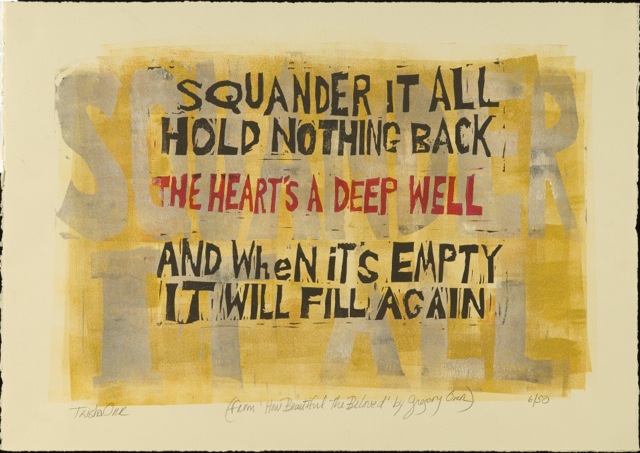 SQUANDER IT ALL
SQUANDER IT ALL
HOLD NOTHING BACK
THE HEART'S A DEEP WELL
AND WHeN iT'S EMPTY
IT WILL FILL AGAIN
Trisha Orr (from "How Beautiful the Beloved" by Gregory Orr) 6/50